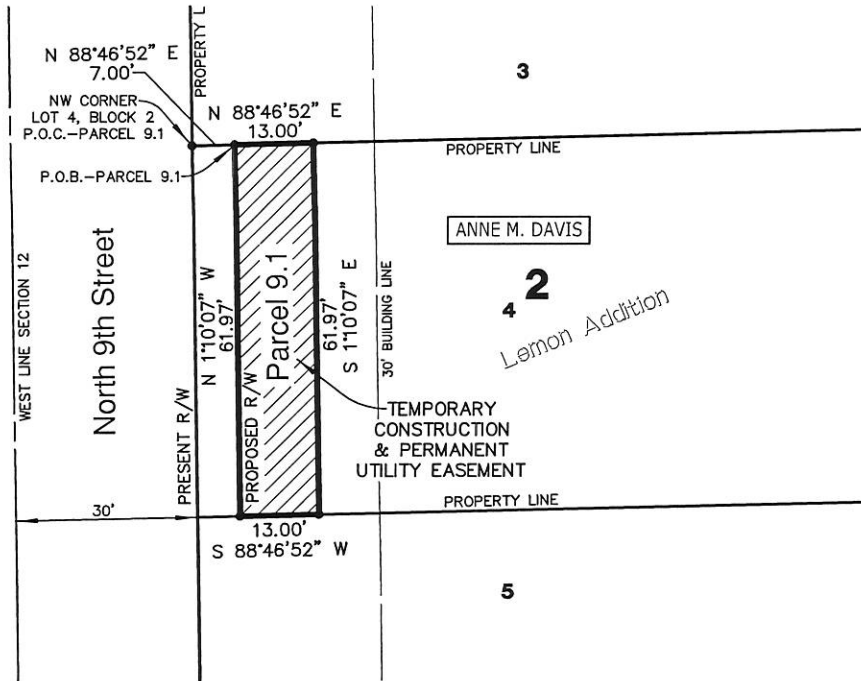 PROPERTY L
N 88°46'52" E
7.00'
NW CORNER
LOT 4, BLOCK 2
P.O.C.-PARCEL 9.1
N 88°46'52" E
13.00'
3
PROPERTY LINE
P.O.B.-PARCEL 9.1
ANNE M. DAVIS
2
4
Lemon Addition
WEST LINE SECTION 12
North 9th Street
PRESENT R/W
N 1°10'07" W
61.97'
PROPOSED R/W
Parcel 9.1
61.97'
S 1°10'07" E
30' BUILDING LINE
TEMPORARY
CONSTRUCTION
& PERMANENT
UTILITY EASEMENT
30'
PROPERTY LINE
13.00'
S 88°46'52" W
5